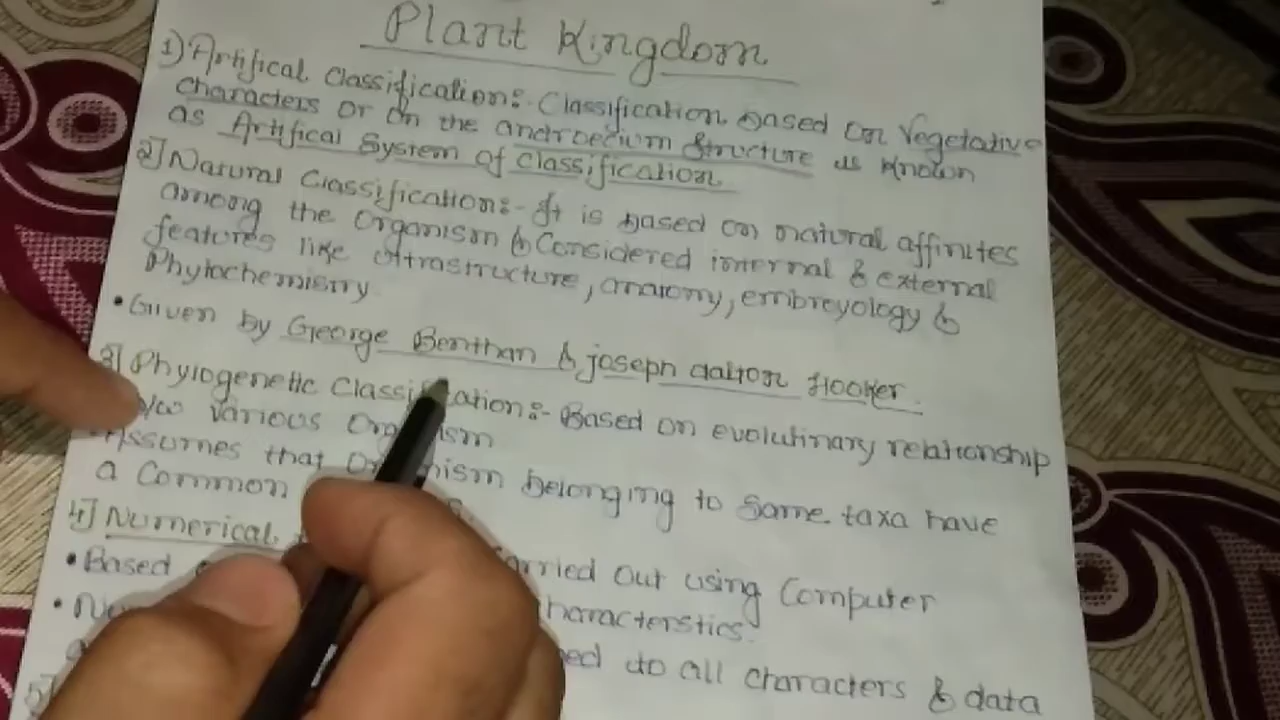 Plant Kingdom
1) Artifical Classification:- Classification based on Vegetative
characters or on the androecium structure is known
as Artifical System of classification
2] Natural Classification:- It is based on natural affinites
among the organism & Considered internal & external
features like ultrastructure, anatomy, embreyology &
Phytochemistry
• Given by George Benthan & joseph dalton Hooker.
3] Phylogenetic Classification:- Based on evolutinary relationship
b/w various Organism
Assumes that Organism belonging to same taxa have
a Common
4] Numerical
• Based carried out using Computer
characterstics.
to all characters & data
5]